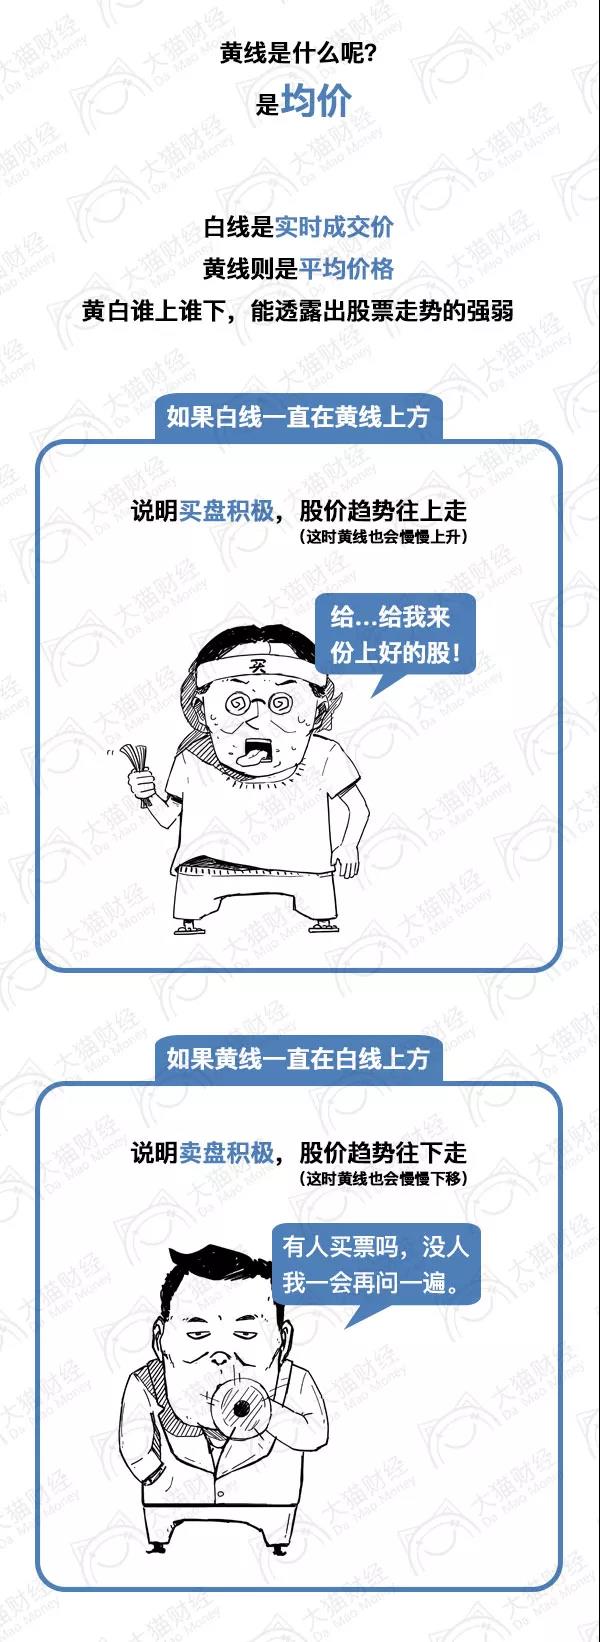 黄线是什么呢?
是均价
白线是实时成交价
黄线则是平均价格
黄白谁上谁下，能透露出股票走势的强弱
如果白线一直在黄线上方
说明买盘积极，股价趋势往上走
（这时黄线也会慢慢上升）
给…给我来
份上好的股！
买
如果黄线一直在白线上方
说明卖盘积极，股价趋势往下走
（这时黄线也会慢慢下移）
有人买票吗，没人
我一会再问一遍。
大猫财经
Da Mao Money